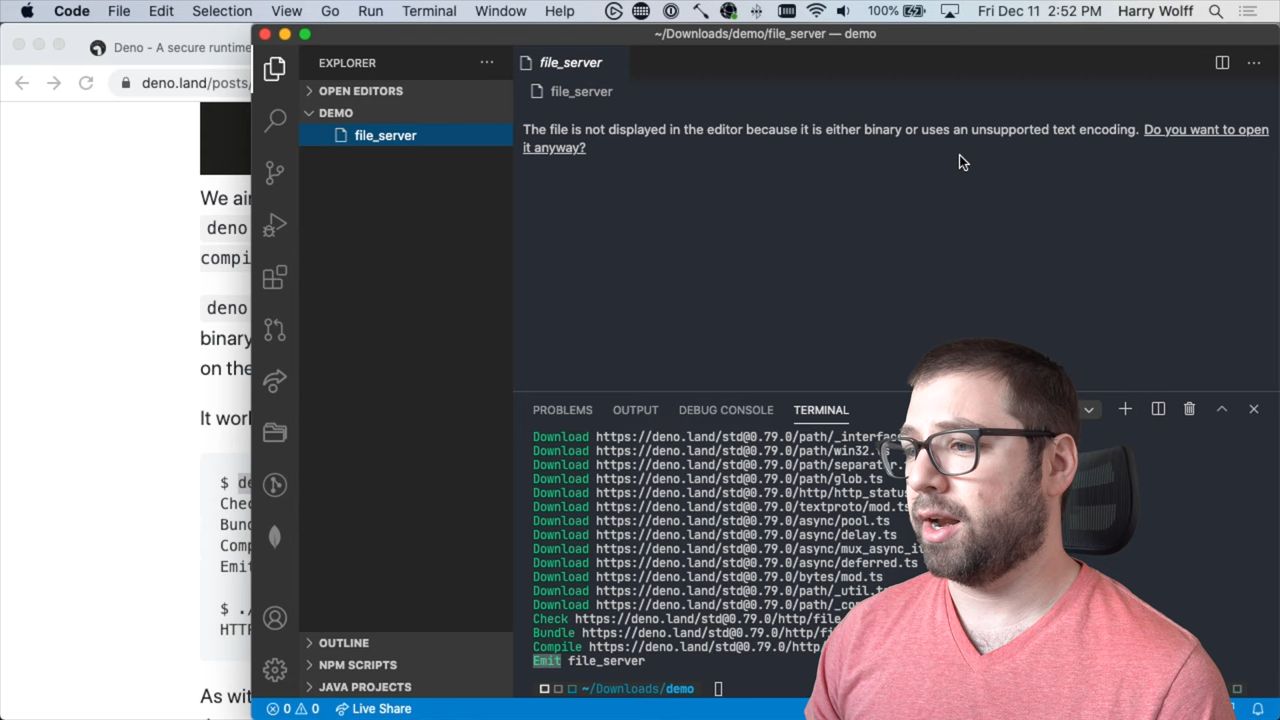 Code File Edit Selection View Go Run Terminal Window Help 100% Fri Dec 11 2:52 PM Harry Wolff
Deno - A secure runtime
deno.land/posts/
We
deno
deno
binary
on the
It
$
$ ./
As
~/Downloads/demo/file_server — demo
EXPLORER
OPEN EDITORS
DEMO
file_server
OUTLINE
NPM SCRIPTS
JAVA PROJECTS
file_server
file_server
The file is not displayed in the editor because it is either binary or uses an unsupported text encoding. Do you want to open
it anyway?
PROBLEMS OUTPUT DEBUG CONSOLE TERMINAL
Download https://deno.land/std@0.79.0/path/_interfac
Download https://deno.land/std@0.79.0/path/win32.
Download https://deno.land/std@0.79.0/path/separator.
Download https://deno.land/std@0.79.0/path/glob.ts
Download https://deno.land/std@0.79.0/http/http_status
Download https://deno.land/std@0.79.0/textproto/mod.ts
Download https://deno.land/std@0.79.0/async/pool.ts
Download https://deno.land/std@0.79.0/async/delay.ts
Download https://deno.land/std@0.79.0/async/mux_async_it
Download https://deno.land/std@0.79.0/async/deferred.ts
Download https://deno.land/std@0.79.0/bytes/mod.ts
Download https://deno.land/std@0.79.0/_util.
Download https://deno.land/std@0.79.0/path/_co
Check https://deno.land/std@0.79.0/http/file_
Bundle https://deno.land/std@0.79.0/http/fi
Compile https://deno.land/std@0.79.0/http
Emit file_server
~/Downloads/demo
0 0 Live Share